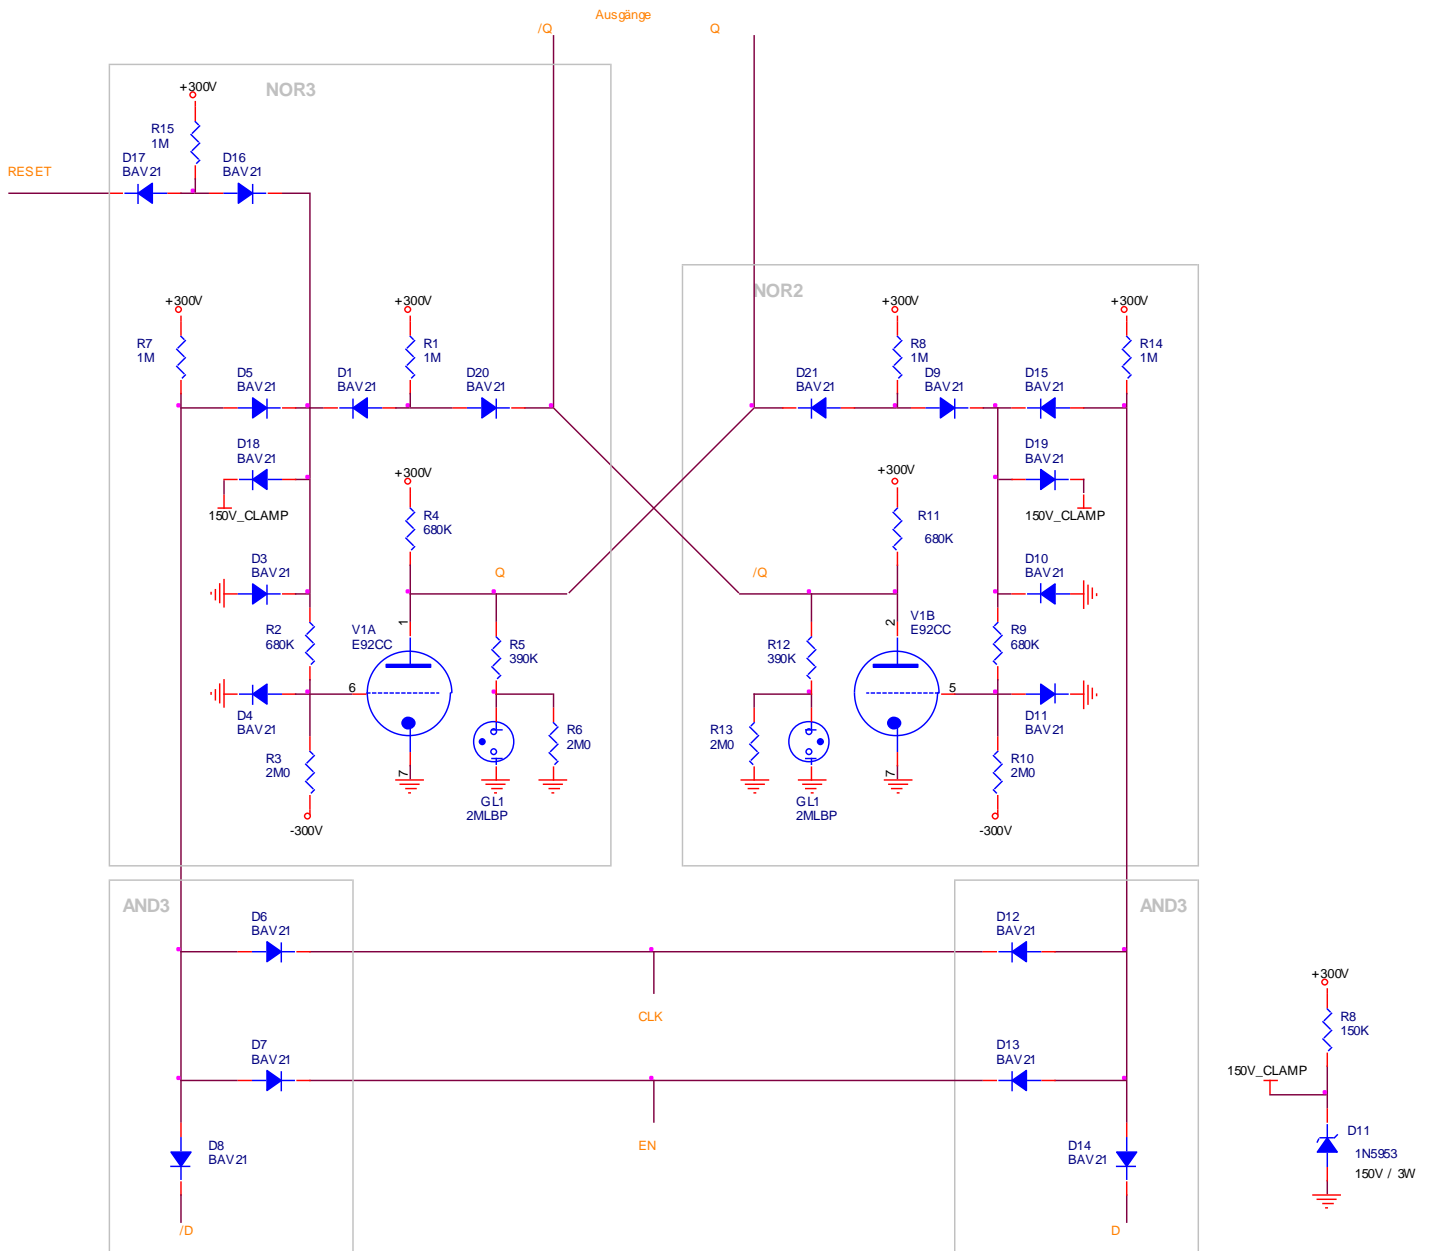 Ausgänge
/Q
Q
NOR3
+300V
R15
1M
D17
BAV21
D16
BAV21
RESET
NOR2
+300V
R7
1M
+300V
R1
1M
D5
BAV21
D1
BAV21
D20
BAV21
+300V
R8
1M
+300V
R14
1M
D21
BAV21
D9
BAV21
D15
BAV21
D18
BAV21
150V_CLAMP
+300V
R4
680K
+300V
R11
680K
D19
BAV21
150V_CLAMP
D3
BAV21
Q
/Q
D10
BAV21
R2
680K
V1A
E92CC
1
R5
390K
R12
390K
2
V1B
E92CC
R9
680K
6
5
D4
BAV21
R6
2M0
R13
2M0
D11
BAV21
R3
2M0
7
7
R10
2M0
GL1
2MLBP
GL1
2MLBP
-300V
-300V
AND3
AND3
D6
BAV21
D12
BAV21
CLK
+300V
R8
150K
D7
BAV21
D13
BAV21
150V_CLAMP
EN
D8
BAV21
D14
BAV21
D11
1N5953
150V / 3W
/D
D